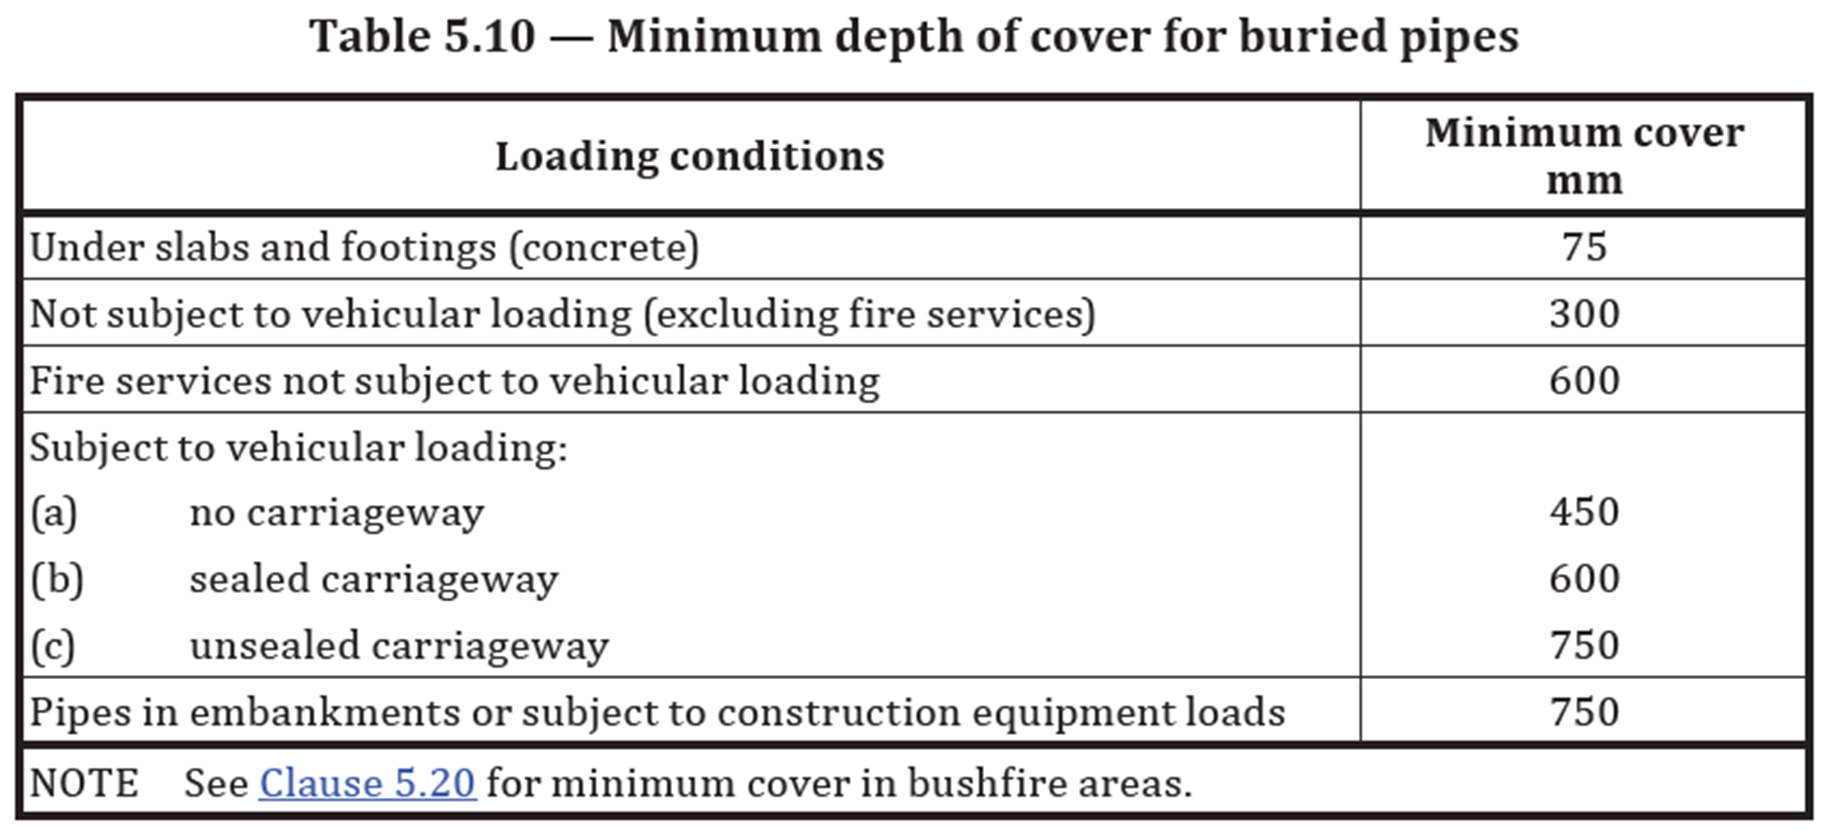 Table 5.10 — Minimum depth of cover for buried pipes
Loading conditions
Minimum cover
mm
Under slabs and footings (concrete) 75
Not subject to vehicular loading (excluding fire services) 300
Fire services not subject to vehicular loading 600
Subject to vehicular loading:
(a) no carriageway 450
(b) sealed carriageway 600
(c) unsealed carriageway 750
Pipes in embankments or subject to construction equipment loads 750
NOTE See Clause 5.20 for minimum cover in bushfire areas.